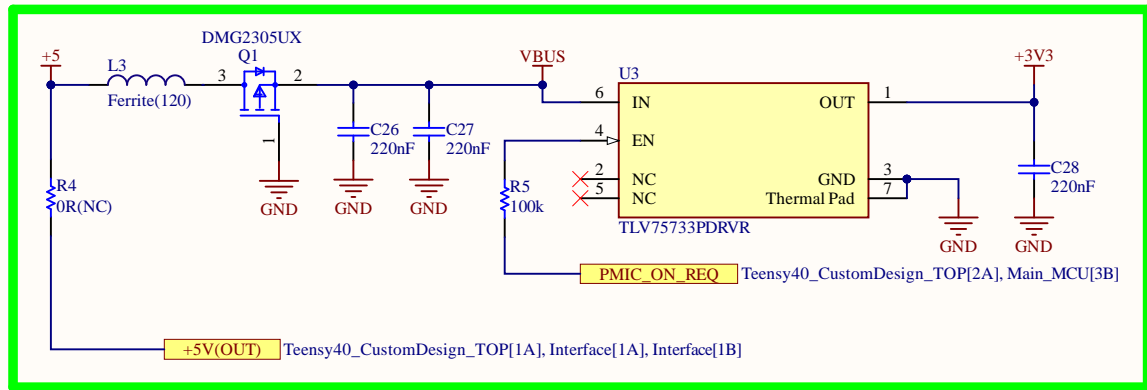 DMG2305UX
Q1
+5
L3
3
2
Ferrite(120)
1
GND
VBUS
C26
220nF
C27
220nF
GND
GND
U3
6
IN
OUT
1
4
EN
2
NC
5
NC
GND
3
Thermal Pad
7
TLV75733PDRVR
+3V3
C28
220nF
GND
GND
R4
0R(NC)
R5
100k
PMIC_ON_REQ
Teensy40_CustomDesign_TOP[2A], Main_MCU[3B]
+5V(OUT)
Teensy40_CustomDesign_TOP[1A], Interface[1A], Interface[1B]